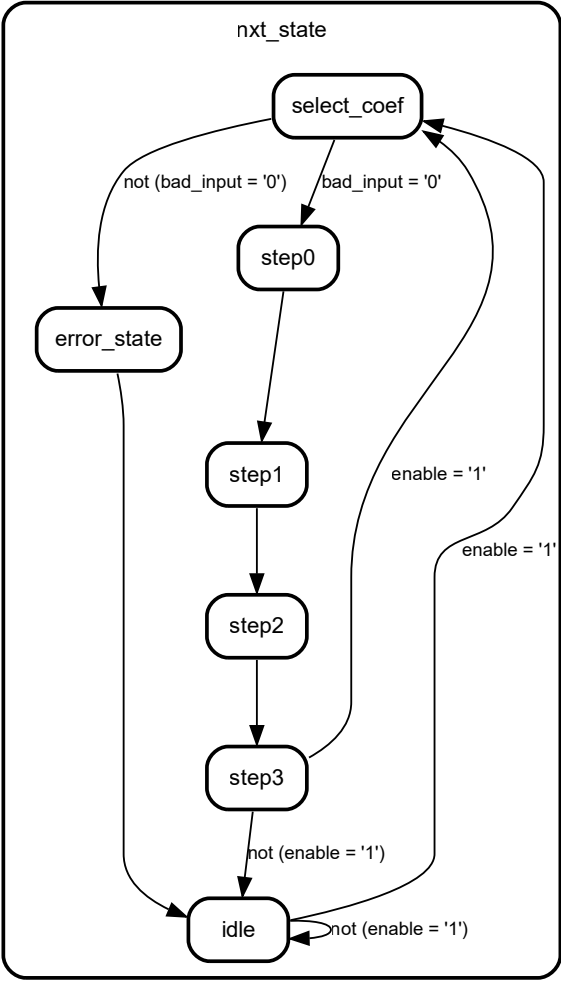 nxt_state
select_coef
not (bad_input = '0')
bad_input = '0'
step0
error_state
step1
enable = '1'
enable = '1'
step2
step3
not (enable = '1')
idle
not (enable = '1')